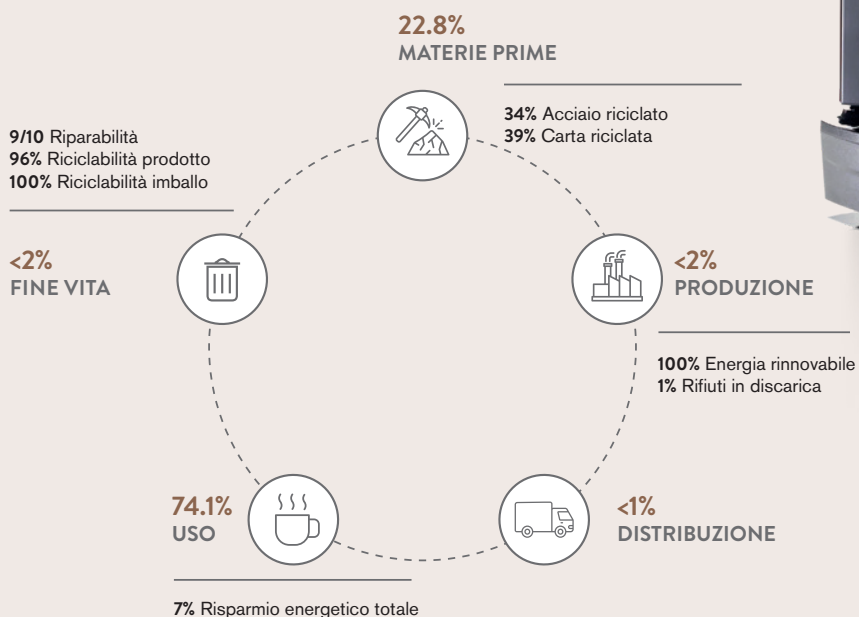 22.8%
MATERIE PRIME
34% Acciaio riciclato
39% Carta riciclata
9/10 Riparabilità
96% Riciclabilità prodotto
100% Riciclabilità imballo
<2%
FINE VITA
<2%
PRODUZIONE
100% Energia rinnovabile
1% Rifiuti in discarica
74.1%
USO
<1%
DISTRIBUZIONE
7% Risparmio energetico totale